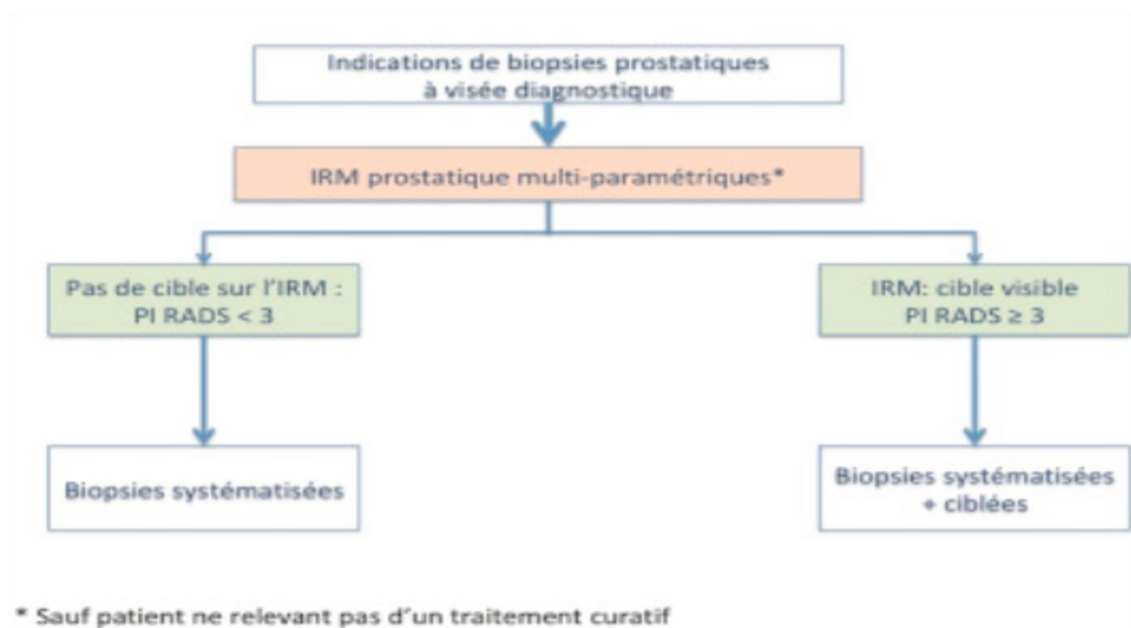 Indications de biopsies prostatiques
à visée diagnostique
IRM prostatique multi-paramétriques*
Pas de cible sur l'IRM :
PI RADS < 3
IRM: cible visible
PI RADS ≥ 3
Biopsies systématisées
Biopsies systématisées
+ ciblées
* Sauf patient ne relevant pas d'un traitement curatif